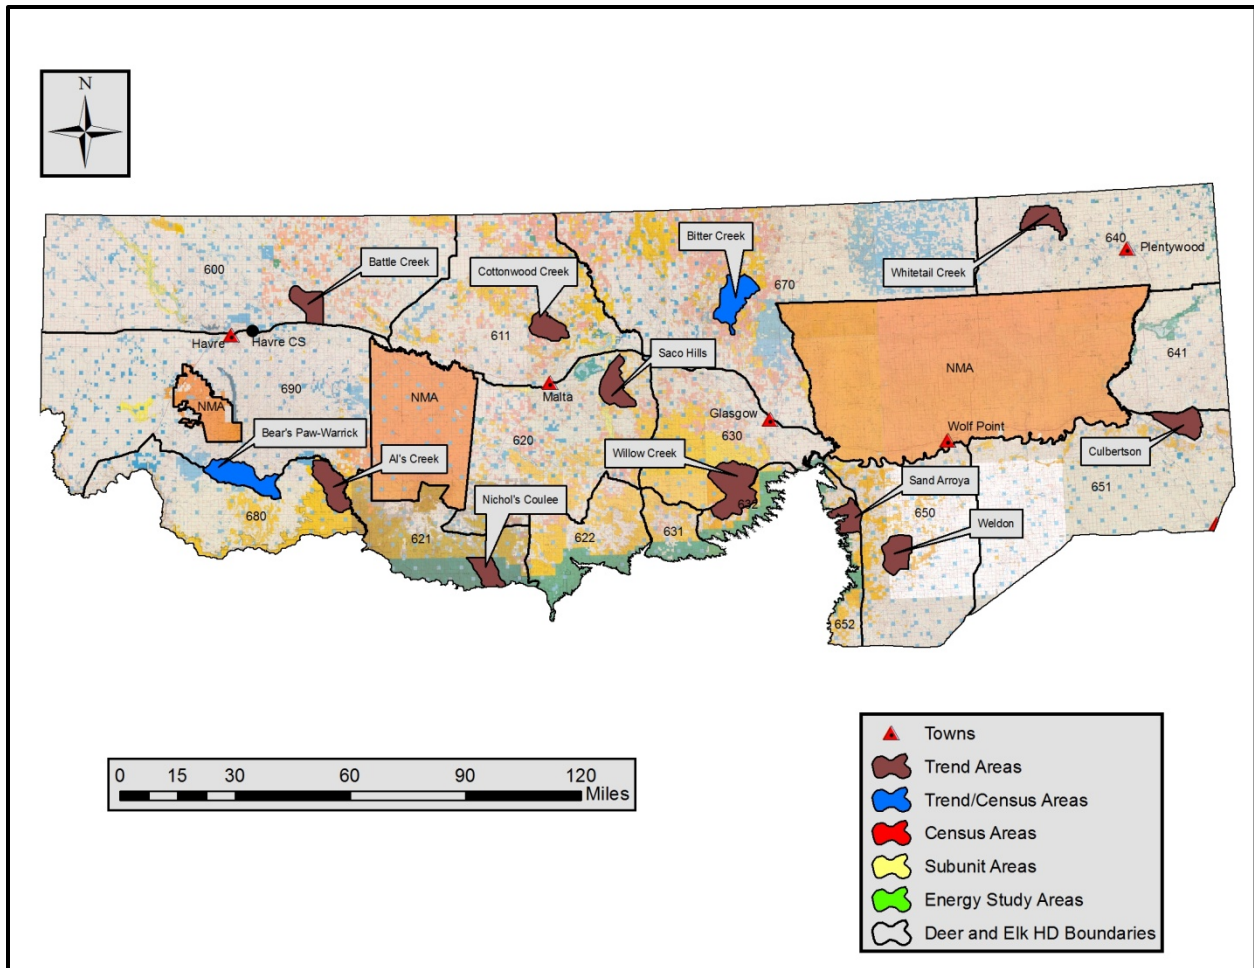 N
Bitter Creek
Battle Creek
Cottonwood Creek
Whitetail Creek
640
Plentywood
600
670
611
Havre
Havre CS
Saco Hills
641
NMA
690
NMA
NMA
Malta
Glasgow
Bear's Paw-Warrick
620
630
Wolf Point
Al's Creek
Willow Creek
Culbertson
Nichol's Coulee
Sand Arroya
651
680
632
650
621
622
631
Weldon
652
0 15 30 60 90 120
Miles
Towns
Trend Areas
Trend/Census Areas
Census Areas
Subunit Areas
Energy Study Areas
Deer and Elk HD Boundaries